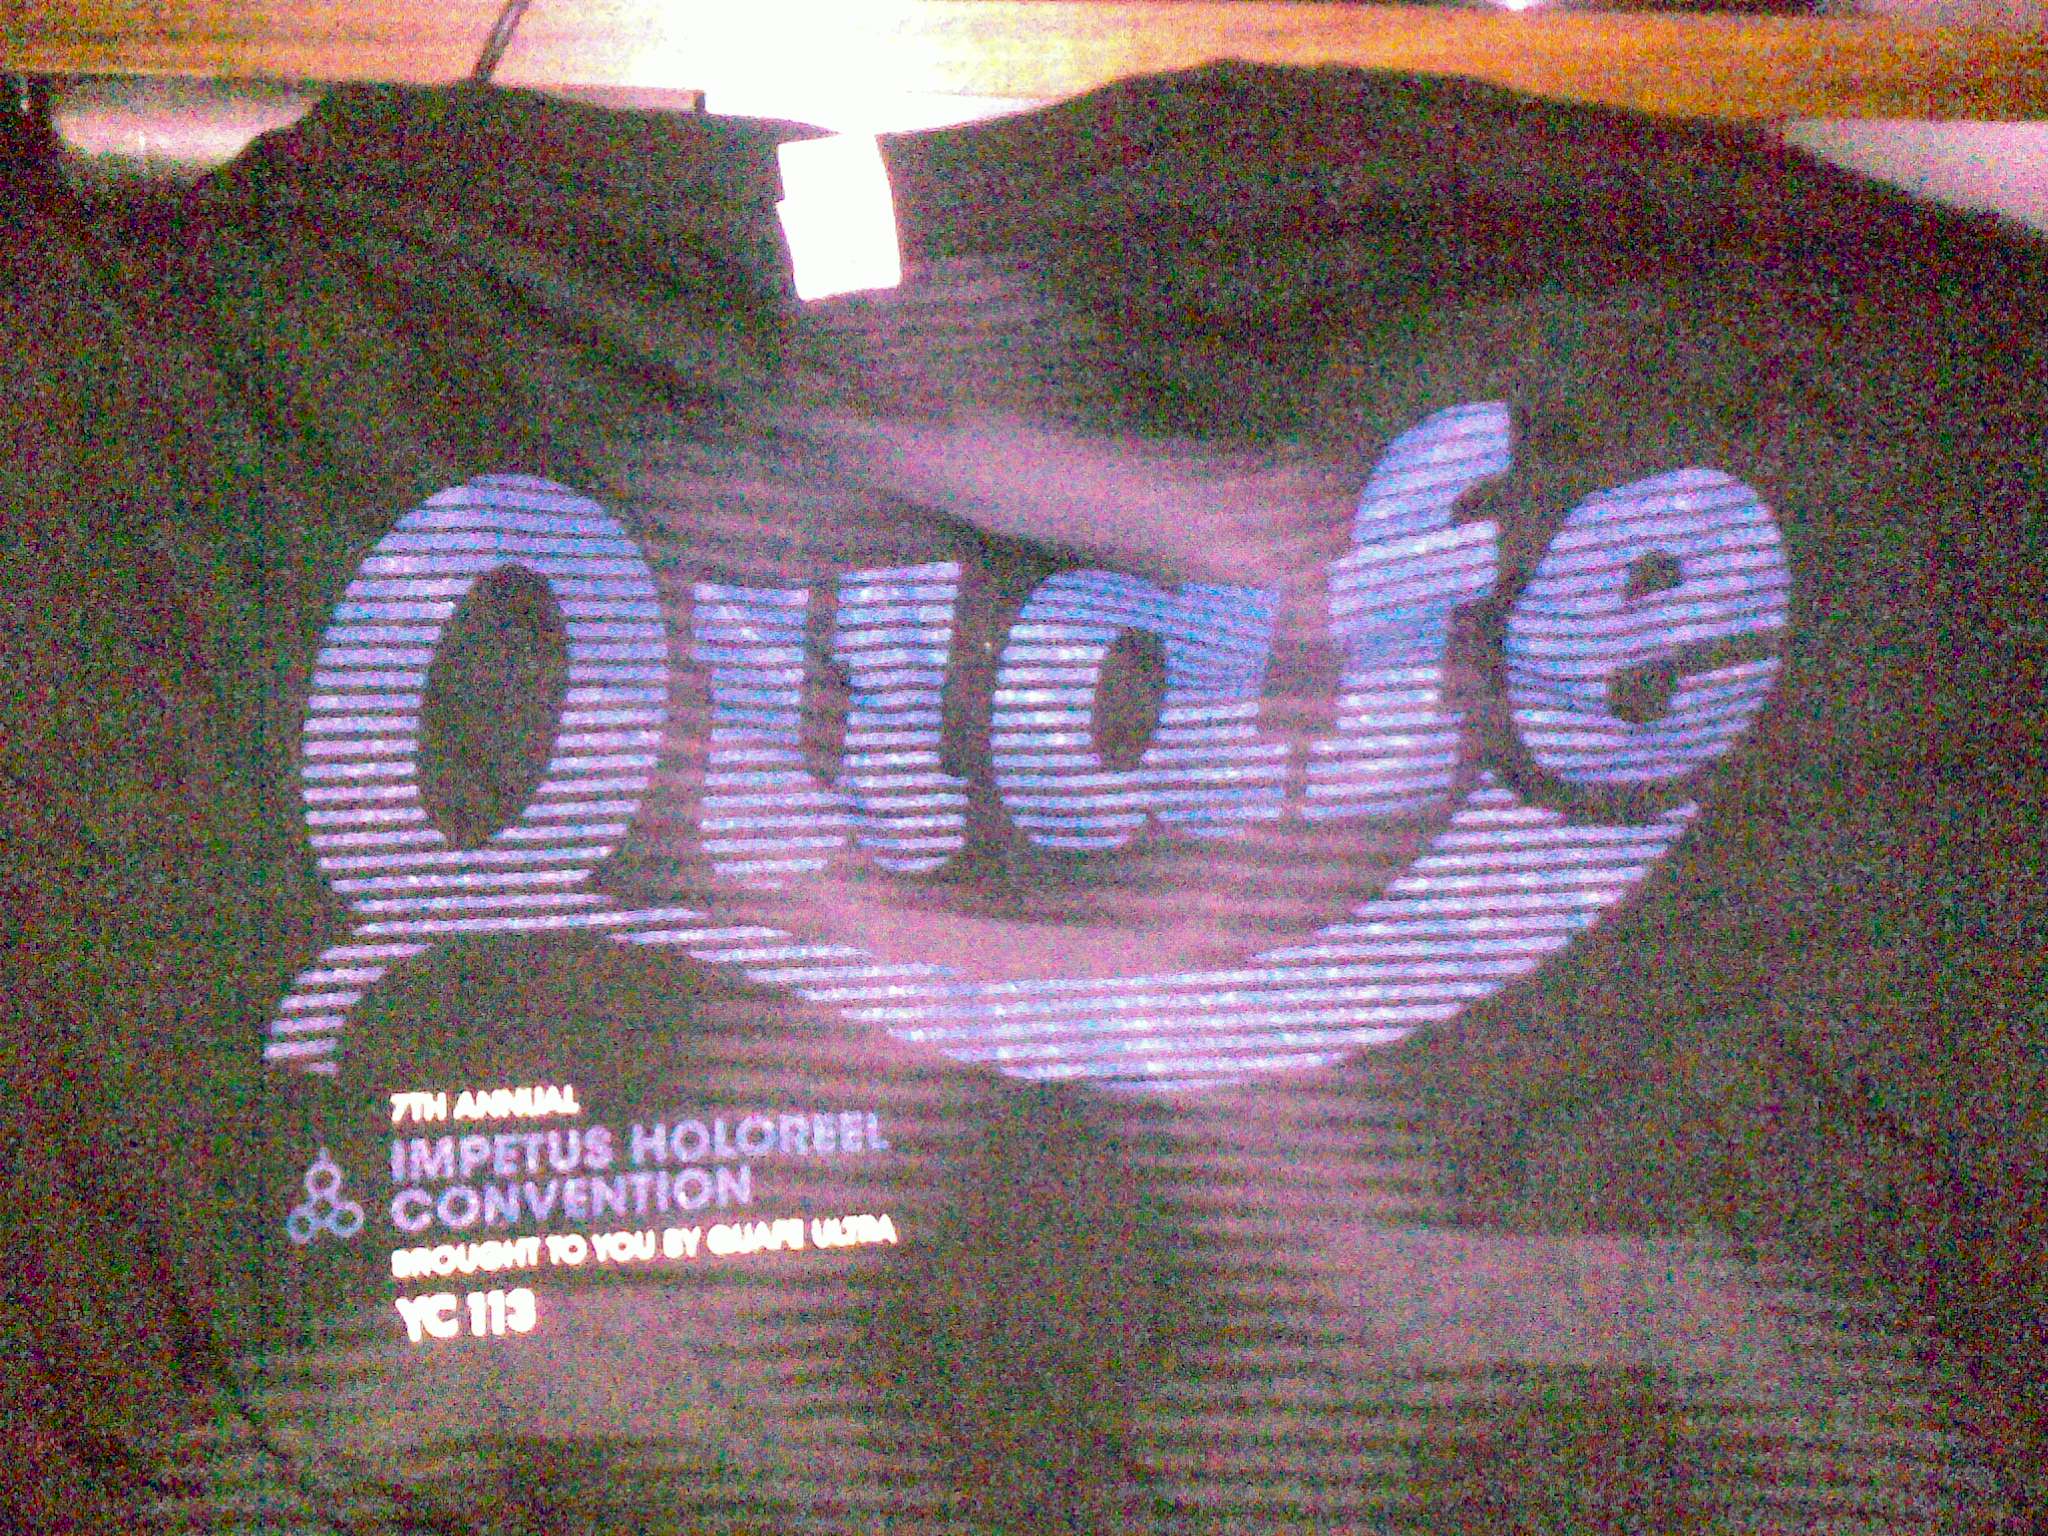 Quafe
7TH ANNUAL
IMPETUS HOLOREEL
CONVENTION
BROUGHT TO YOU BY QUAFE ULTRA
YC 113